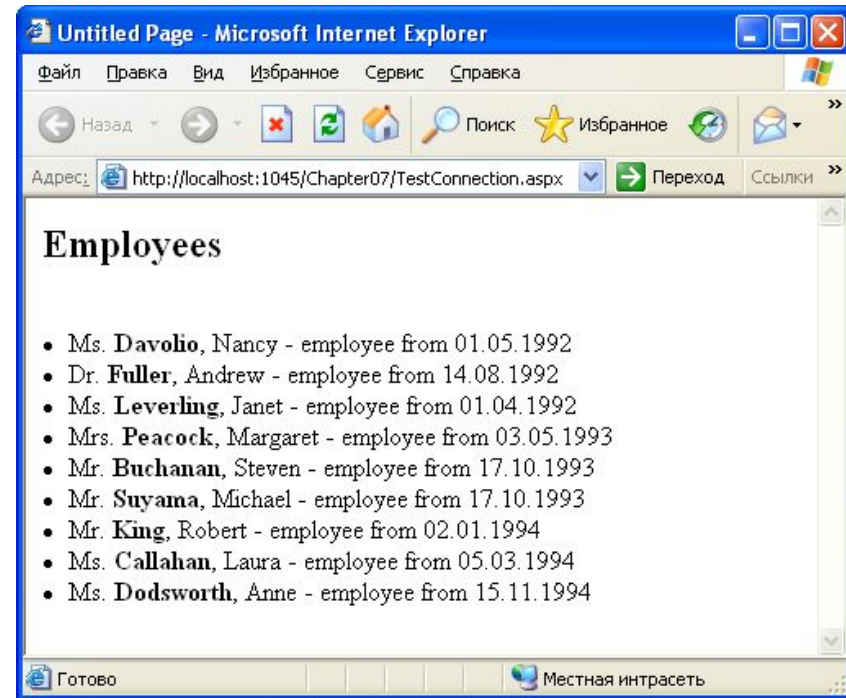 Untitled Page - Microsoft Internet Explorer
Файл Правка Вид Избранное Сервис Справка
Назад Поиск Избранное »
Адрес: http://localhost:1045/Chapter07/TestConnection.aspx Переход Ссылки »
Employees
• Ms. Davolio, Nancy - employee from 01.05.1992
• Dr. Fuller, Andrew - employee from 14.08.1992
• Ms. Leverling, Janet - employee from 01.04.1992
• Mrs. Peacock, Margaret - employee from 03.05.1993
• Mr. Buchanan, Steven - employee from 17.10.1993
• Mr. Suyama, Michael - employee from 17.10.1993
• Mr. King, Robert - employee from 02.01.1994
• Ms. Callahan, Laura - employee from 05.03.1994
• Ms. Dodsworth, Anne - employee from 15.11.1994
Готово Местная интрасеть